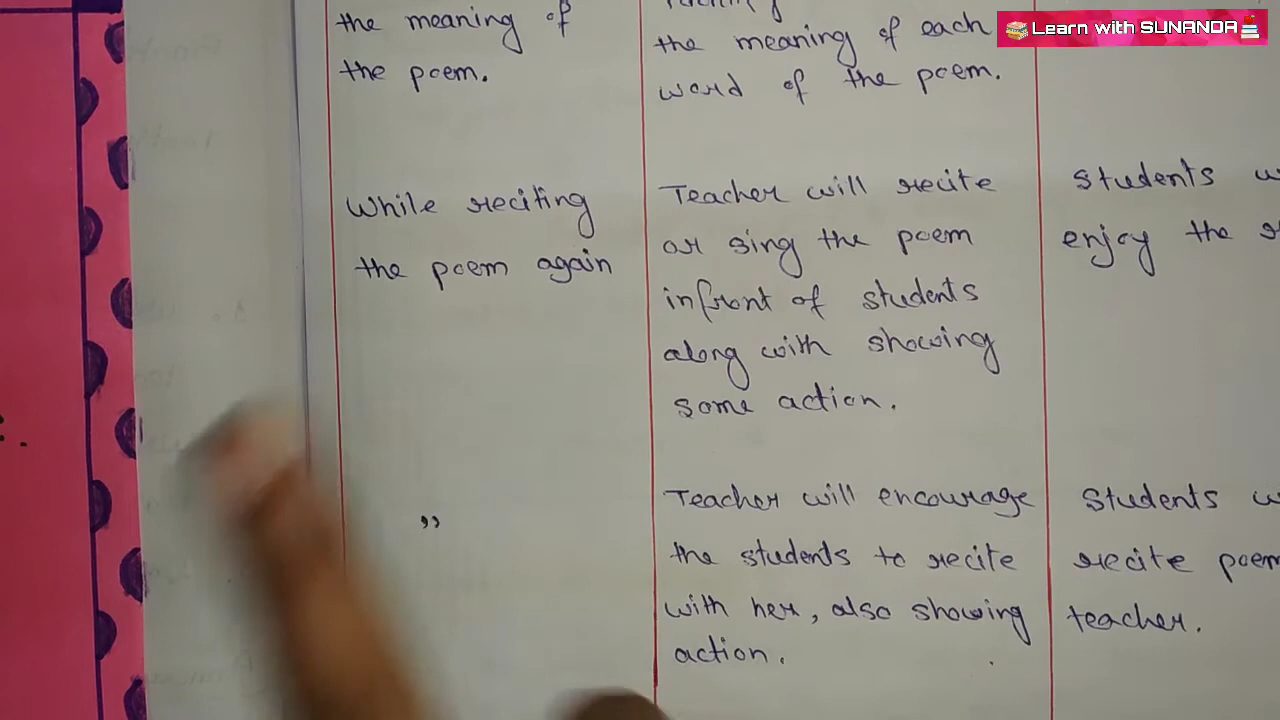 Learn with SUNANDA
the meaning of
the poem.
the meaning of each
word of the poem.
While reciting
the poem again
Teacher will recite
or sing the poem
infront of students
along with showing
some action.
Students
enjoy the
”
Teacher will encourage
the students to recite
with her, also showing
action.
Students
recite poem
teacher.